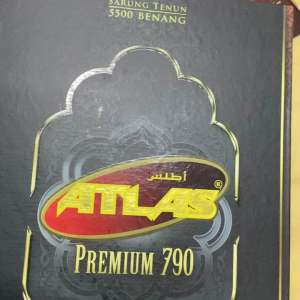 SARUNG TENUN
5500 BENANG
أطلس
ATLAS®
PREMIUM 790